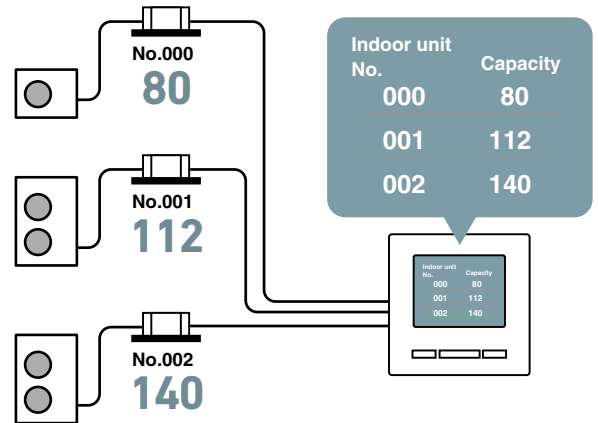 No.000
80
No.001
112
No.002
140
Indoor unit
No. Capacity
000 80
001 112
002 140
Indoor unit
No. Capacity
000 80
001 112
002 140